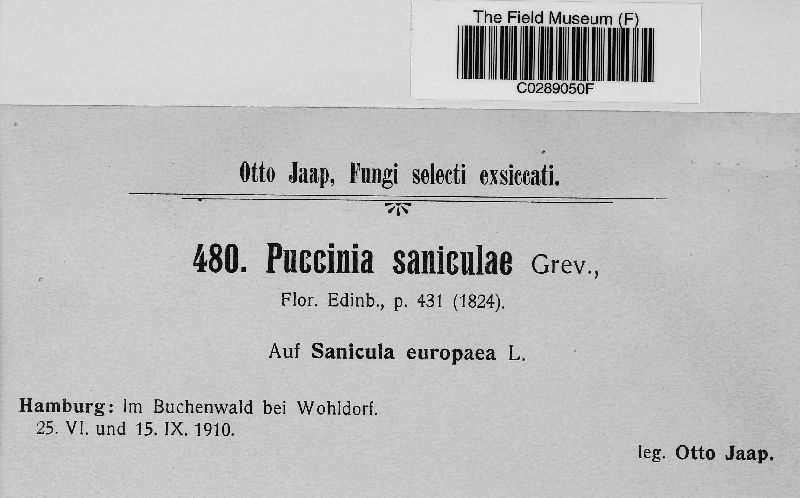 The Field Museum (F)
C0289050F
Otto Jaap, Fungi selecti exsiccati.
480. Puccinia saniculae Grev.,
Flor. Edinb., p. 431 (1824).
Auf Sanicula europaea L.
Hamburg: im Buchenwald bei Wohldorf.
25. VI. und 15. IX. 1910.
leg. Otto Jaap.